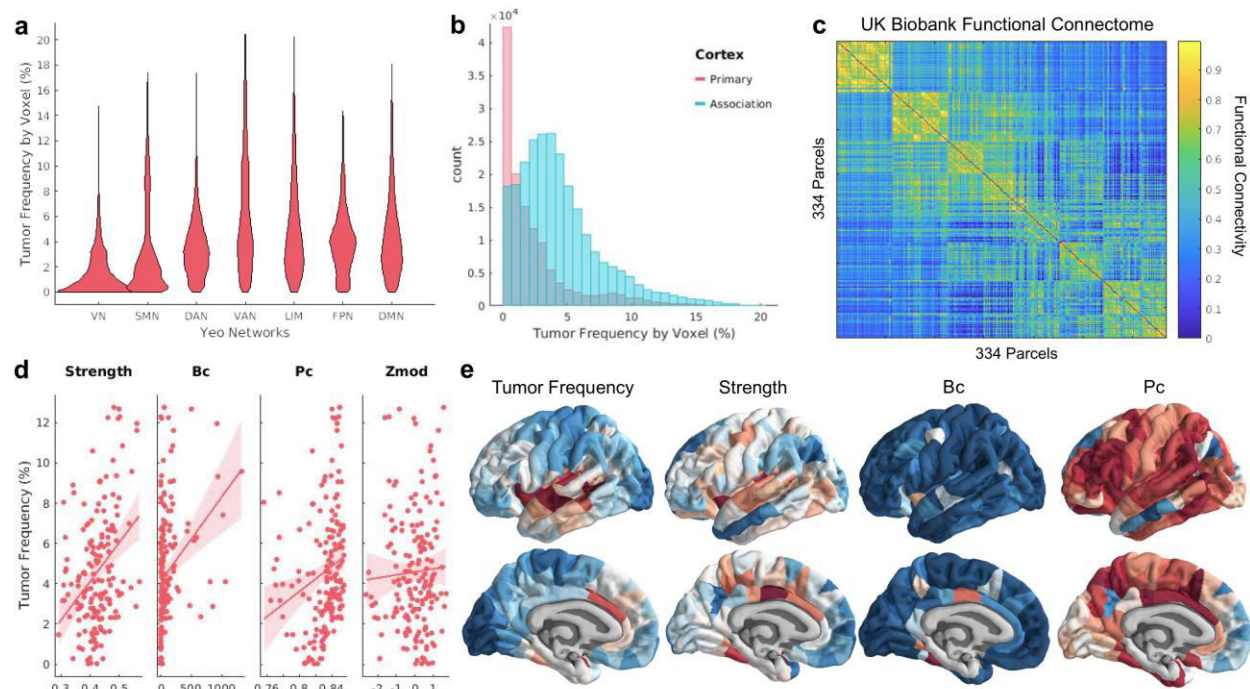 a
Tumor Frequency by Voxel (%)
20
18
16
14
12
10
8
6
4
2
0
VN SMN DAN VAN LIM FPN DMN
Yeo Networks
b
×10⁴
count
4
3.5
3
2.5
2
1.5
1
0.5
0
0 5 10 15 20
Tumor Frequency by Voxel (%)
Cortex
Primary
Association
c
UK Biobank Functional Connectome
334 Parcels
334 Parcels
0.9
0.8
0.7
0.6
0.5
0.4
0.3
0.2
0.1
0
Functional Connectivity
d
Strength Bc Pc Zmod
Tumor Frequency (%)
12
10
8
6
4
2
0
0.3 0.4 0.5 0 500 1000 0.76 0.8 0.84 -2 -1 0 1
e
Tumor Frequency Strength Bc Pc